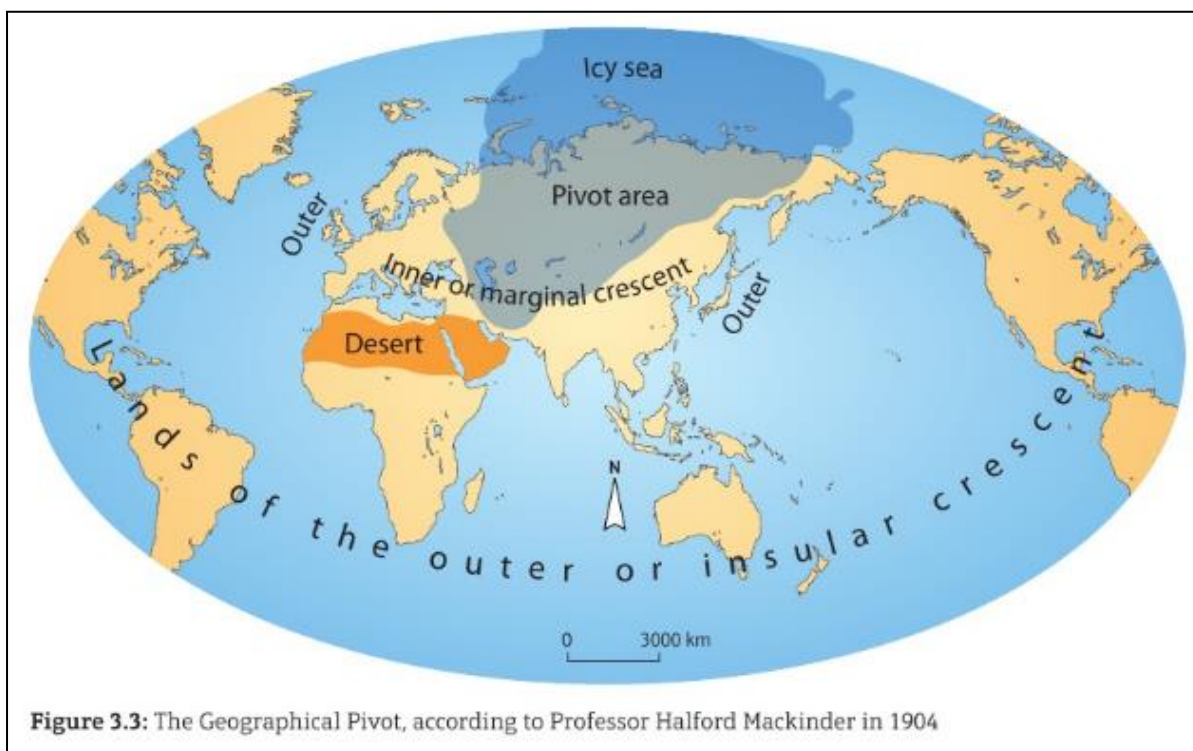 Icy sea
Pivot area
Outer
Inner or marginal crescent
Outer
Desert
Lands of the outer or insular crescent
N
0 3000 km
Figure 3.3: The Geographical Pivot, according to Professor Halford Mackinder in 1904